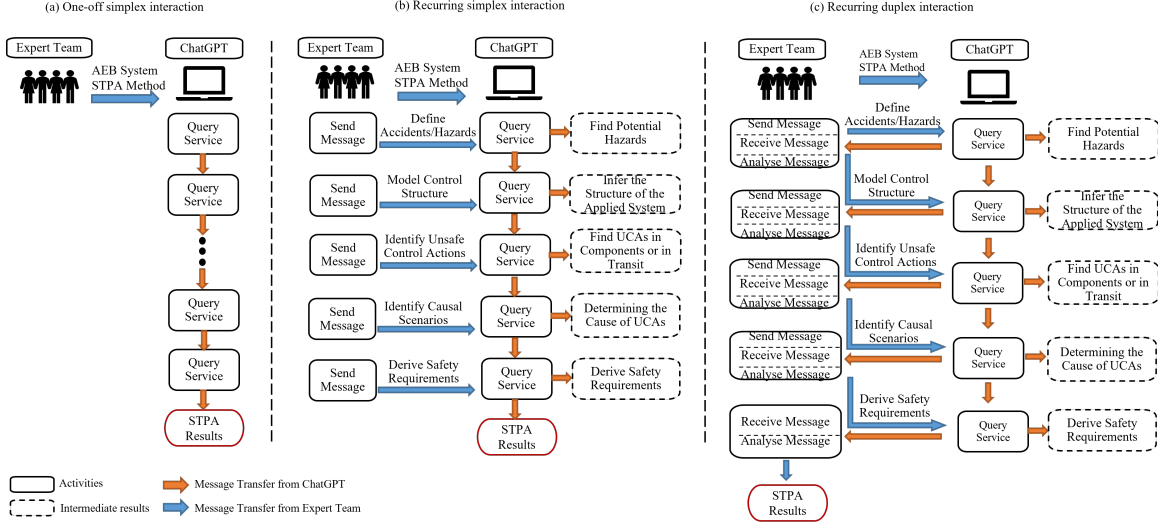 (a) One-off simplex interaction
Expert Team
ChatGPT
AEB System
STPA Method
Query
Service
Query
Service
Query
Service
Query
Service
STPA
Results
(b) Recurring simplex interaction
Expert Team
ChatGPT
AEB System
STPA Method
Send
Message
Define
Accidents/Hazards
Query
Service
Find Potential
Hazards
Send
Message
Model Control
Structure
Query
Service
Infer the
Structure of the
Applied System
Send
Message
Identify Unsafe
Control Actions
Query
Service
Find UCAs in
Components or in
Transit
Send
Message
Identify Causal
Scenarios
Query
Service
Determining the
Cause of UCAs
Send
Message
Derive Safety
Requirements
Query
Service
Derive Safety
Requirements
STPA
Results
(c) Recurring duplex interaction
Expert Team
ChatGPT
AEB System
STPA Method
Send Message
Receive Message
Analyse Message
Define
Accidents/Hazards
Query
Service
Find Potential
Hazards
Send Message
Receive Message
Analyse Message
Model Control
Structure
Query
Service
Infer the
Structure of the
Applied System
Send Message
Receive Message
Analyse Message
Identify Unsafe
Control Actions
Query
Service
Find UCAs in
Components or in
Transit
Send Message
Receive Message
Analyse Message
Identify Causal
Scenarios
Query
Service
Determining the
Cause of UCAs
Receive Message
Analyse Message
Derive Safety
Requirements
Query
Service
Derive Safety
Requirements
STPA
Results
Activities
Message Transfer from ChatGPT
Intermediate results
Message Transfer from Expert Team